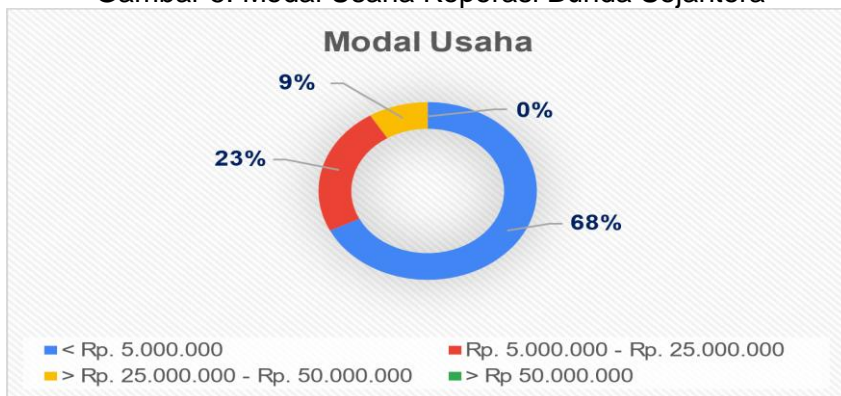 Modal Usaha
9%
0%
23%
68%
< Rp. 5.000.000
Rp. 5.000.000 - Rp. 25.000.000
> Rp. 25.000.000 - Rp. 50.000.000
> Rp 50.000.000